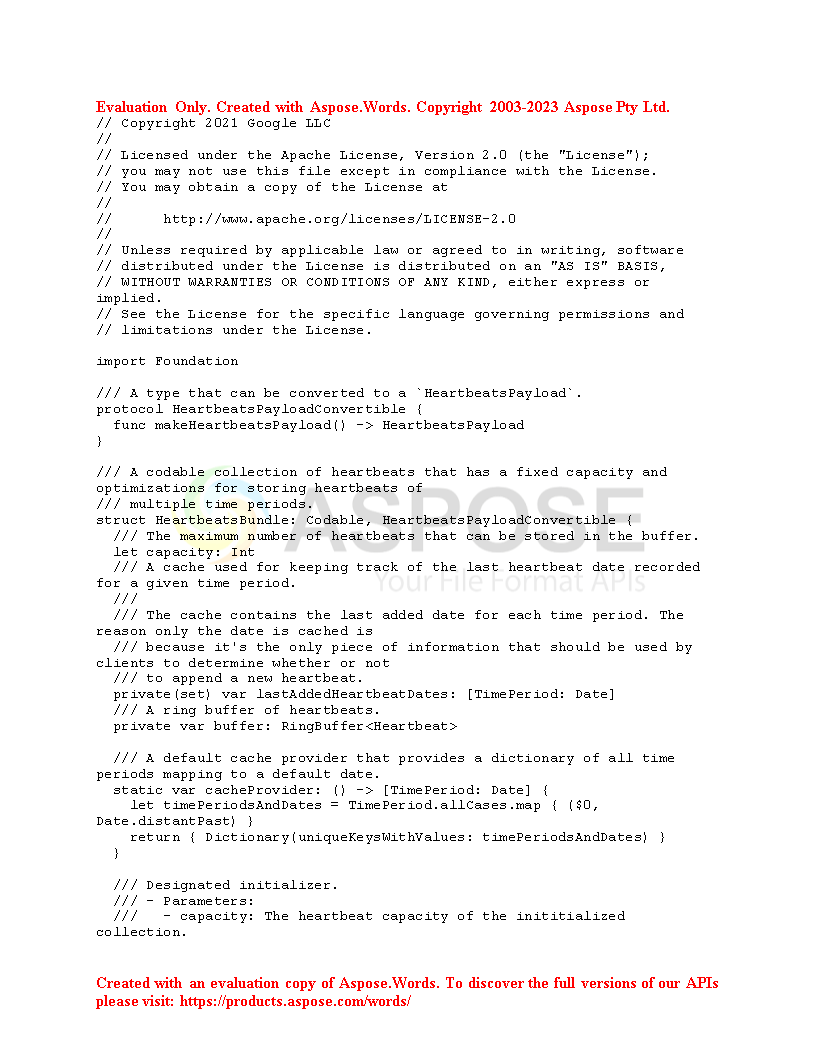 Evaluation Only. Created with Aspose.Words. Copyright 2003-2023 Aspose Pty Ltd.
// Copyright 2021 Google LLC
//
// Licensed under the Apache License, Version 2.0 (the "License");
// you may not use this file except in compliance with the License.
// You may obtain a copy of the License at
//
//      http://www.apache.org/licenses/LICENSE-2.0
//
// Unless required by applicable law or agreed to in writing, software
// distributed under the License is distributed on an "AS IS" BASIS,
// WITHOUT WARRANTIES OR CONDITIONS OF ANY KIND, either express or
implied.
// See the License for the specific language governing permissions and
// limitations under the License.

import Foundation

/// A type that can be converted to a `HeartbeatsPayload`.
protocol HeartbeatsPayloadConvertible {
  func makeHeartbeatsPayload() -> HeartbeatsPayload
}

/// A codable collection of heartbeats that has a fixed capacity and
optimizations for storing heartbeats of
/// multiple time periods.
struct HeartbeatsBundle: Codable, HeartbeatsPayloadConvertible {
  /// The maximum number of heartbeats that can be stored in the buffer.
  let capacity: Int
  /// A cache used for keeping track of the last heartbeat date recorded
for a given time period.
  ///
  /// The cache contains the last added date for each time period. The
reason only the date is cached is
  /// because it's the only piece of information that should be used by
clients to determine whether or not
  /// to append a new heartbeat.
  private(set) var lastAddedHeartbeatDates: [TimePeriod: Date]
  /// A ring buffer of heartbeats.
  private var buffer: RingBuffer<Heartbeat>

  /// A default cache provider that provides a dictionary of all time
periods mapping to a default date.
  static var cacheProvider: () -> [TimePeriod: Date] {
    let timePeriodsAndDates = TimePeriod.allCases.map { ($0,
Date.distantPast) }
    return { Dictionary(uniqueKeysWithValues: timePeriodsAndDates) }
  }

  /// Designated initializer.
  /// - Parameters:
  ///   - capacity: The heartbeat capacity of the inititialized
collection.
ASPOSE
Your File Format APIs
Created with an evaluation copy of Aspose.Words. To discover the full versions of our APIs
please visit: https://products.aspose.com/words/